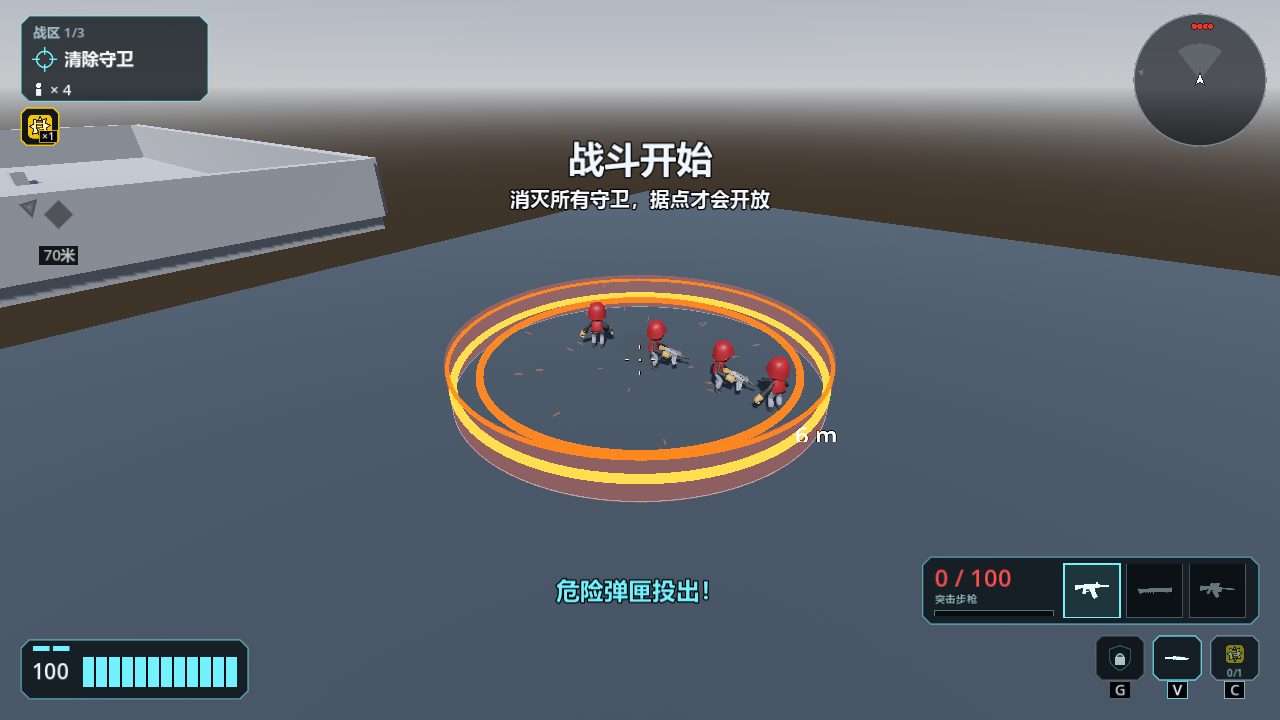 战区 1/3
清除守卫
× 4
×1
战斗开始
消灭所有守卫，据点才会开放
70米
6 m
危险弹匣投出！
0 / 100
突击步枪
100
0/1
G
V
C